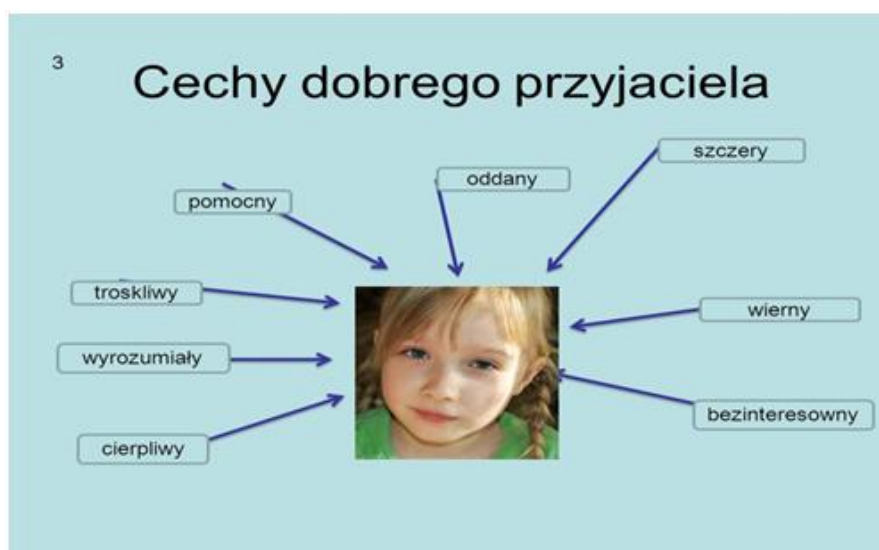 3
Cechy dobrego przyjaciela
szczery
oddany
pomocny
troskliwy
wierny
wyrozumiały
bezinteresowny
cierpliwy